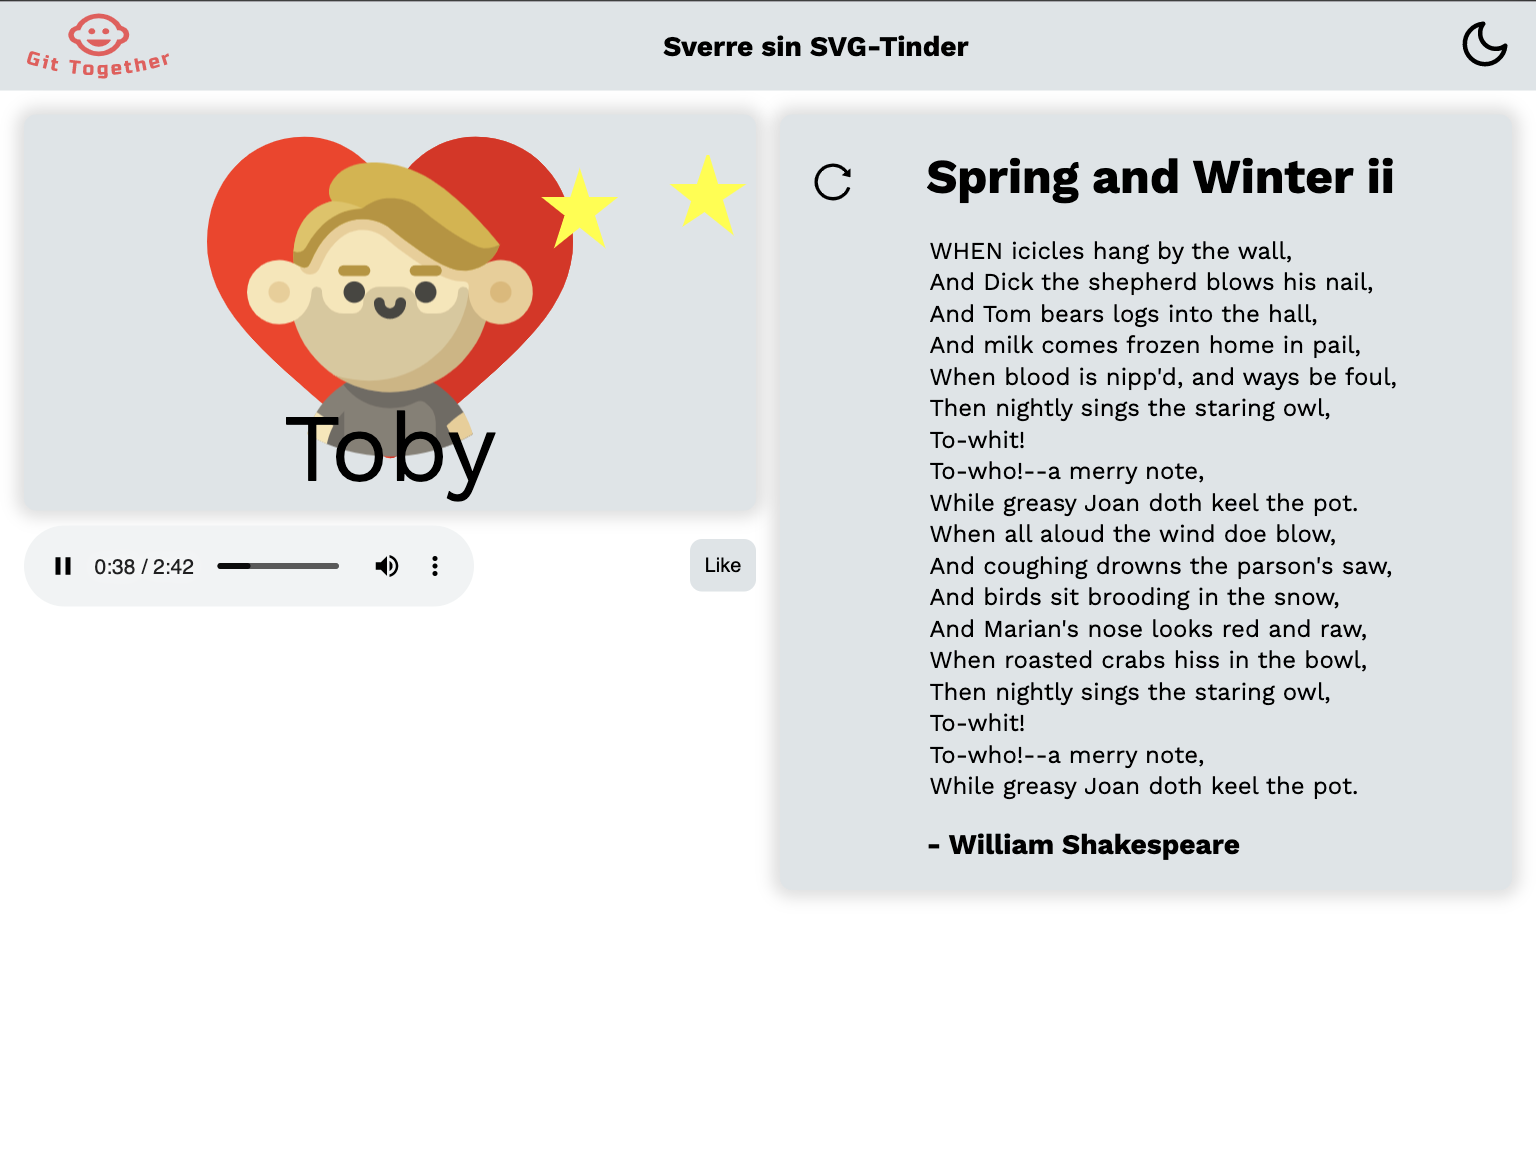 Git Together
Sverre sin SVG-Tinder
Toby
0:38 / 2:42
Like
Spring and Winter ii
WHEN icicles hang by the wall,
And Dick the shepherd blows his nail,
And Tom bears logs into the hall,
And milk comes frozen home in pail,
When blood is nipp'd, and ways be foul,
Then nightly sings the staring owl,
To-whit!
To-who!--a merry note,
While greasy Joan doth keel the pot.
When all aloud the wind doe blow,
And coughing drowns the parson's saw,
And birds sit brooding in the snow,
And Marian's nose looks red and raw,
When roasted crabs hiss in the bowl,
Then nightly sings the staring owl,
To-whit!
To-who!--a merry note,
While greasy Joan doth keel the pot.
- William Shakespeare